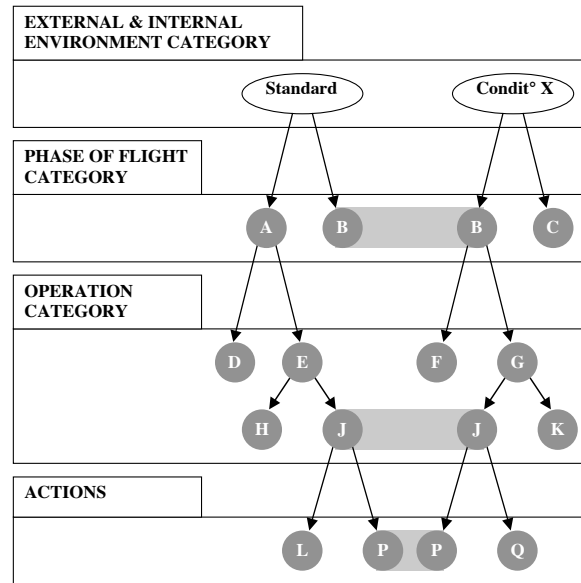 EXTERNAL & INTERNAL
ENVIRONMENT CATEGORY
Standard Condit° X
PHASE OF FLIGHT
CATEGORY
A B B C
OPERATION
CATEGORY
D E F G
H J J K
ACTIONS
L P P Q